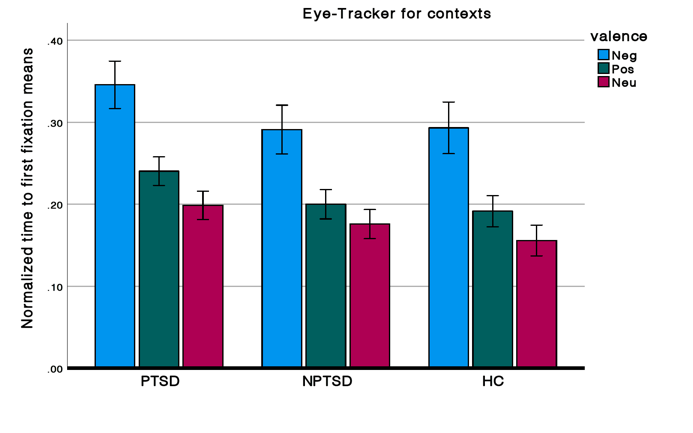 Eye-Tracker for contexts
valence
Neg
Pos
Neu
Normalized time to first fixation means
.40
.30
.20
.10
.00
PTSD NPTSD HC